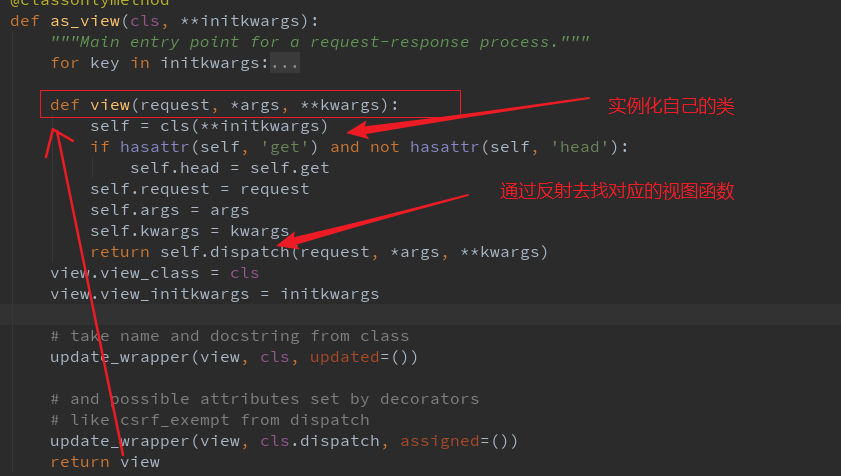 @classonlymethod
def as_view(cls, **initkwargs):
    """Main entry point for a request-response process."""
    for key in initkwargs:...
    def view(request, *args, **kwargs):
        self = cls(**initkwargs)
实例化自己的类
        if hasattr(self, 'get') and not hasattr(self, 'head'):
            self.head = self.get
        self.request = request
通过反射去找对应的视图函数
        self.args = args
        self.kwargs = kwargs
        return self.dispatch(request, *args, **kwargs)
    view.view_class = cls
    view.view_initkwargs = initkwargs
    # take name and docstring from class
    update_wrapper(view, cls, updated=())
    # and possible attributes set by decorators
    # like csrf_exempt from dispatch
    update_wrapper(view, cls.dispatch, assigned=())
    return view